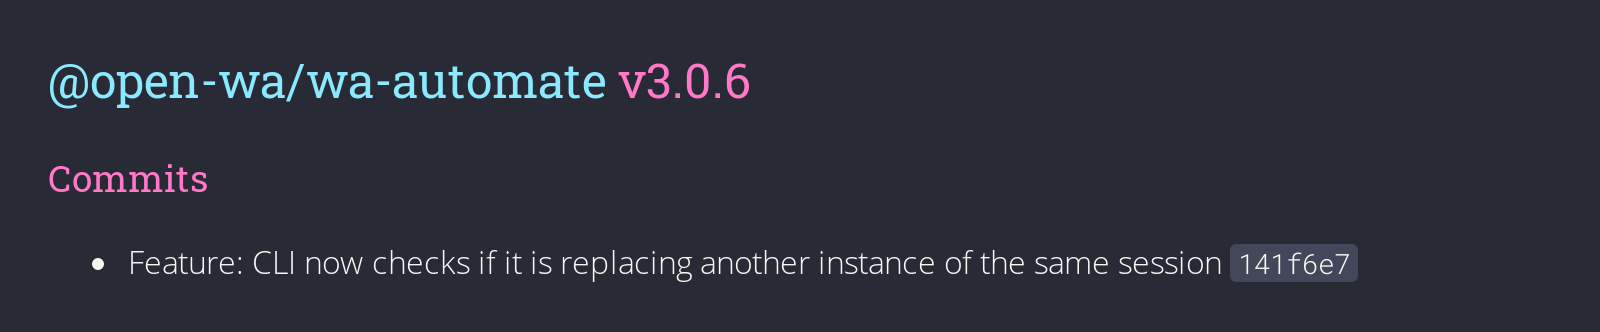 @open-wa/wa-automate v3.0.6
Commits
Feature: CLI now checks if it is replacing another instance of the same session 141f6e7